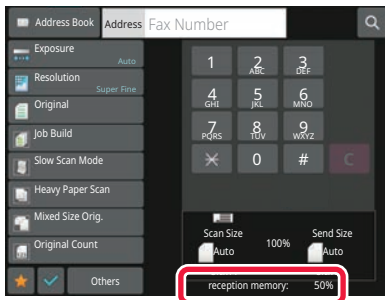 Address Book Address Fax Number
Exposure
Auto
Resolution
Super Fine
Original
Job Build
Slow Scan Mode
Heavy Paper Scan
Mixed Size Orig.
Original Count
Others
1 2 3
ABC DEF
4 5 6
GHI JKL MNO
7 8 9
PQRS TUV WXYZ
0 # C
Scan Size Send Size
Auto 100% Auto
reception memory: 50%